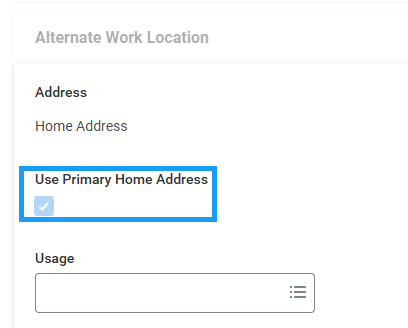 Alternate Work Location
Address
Home Address
Use Primary Home Address
Usage